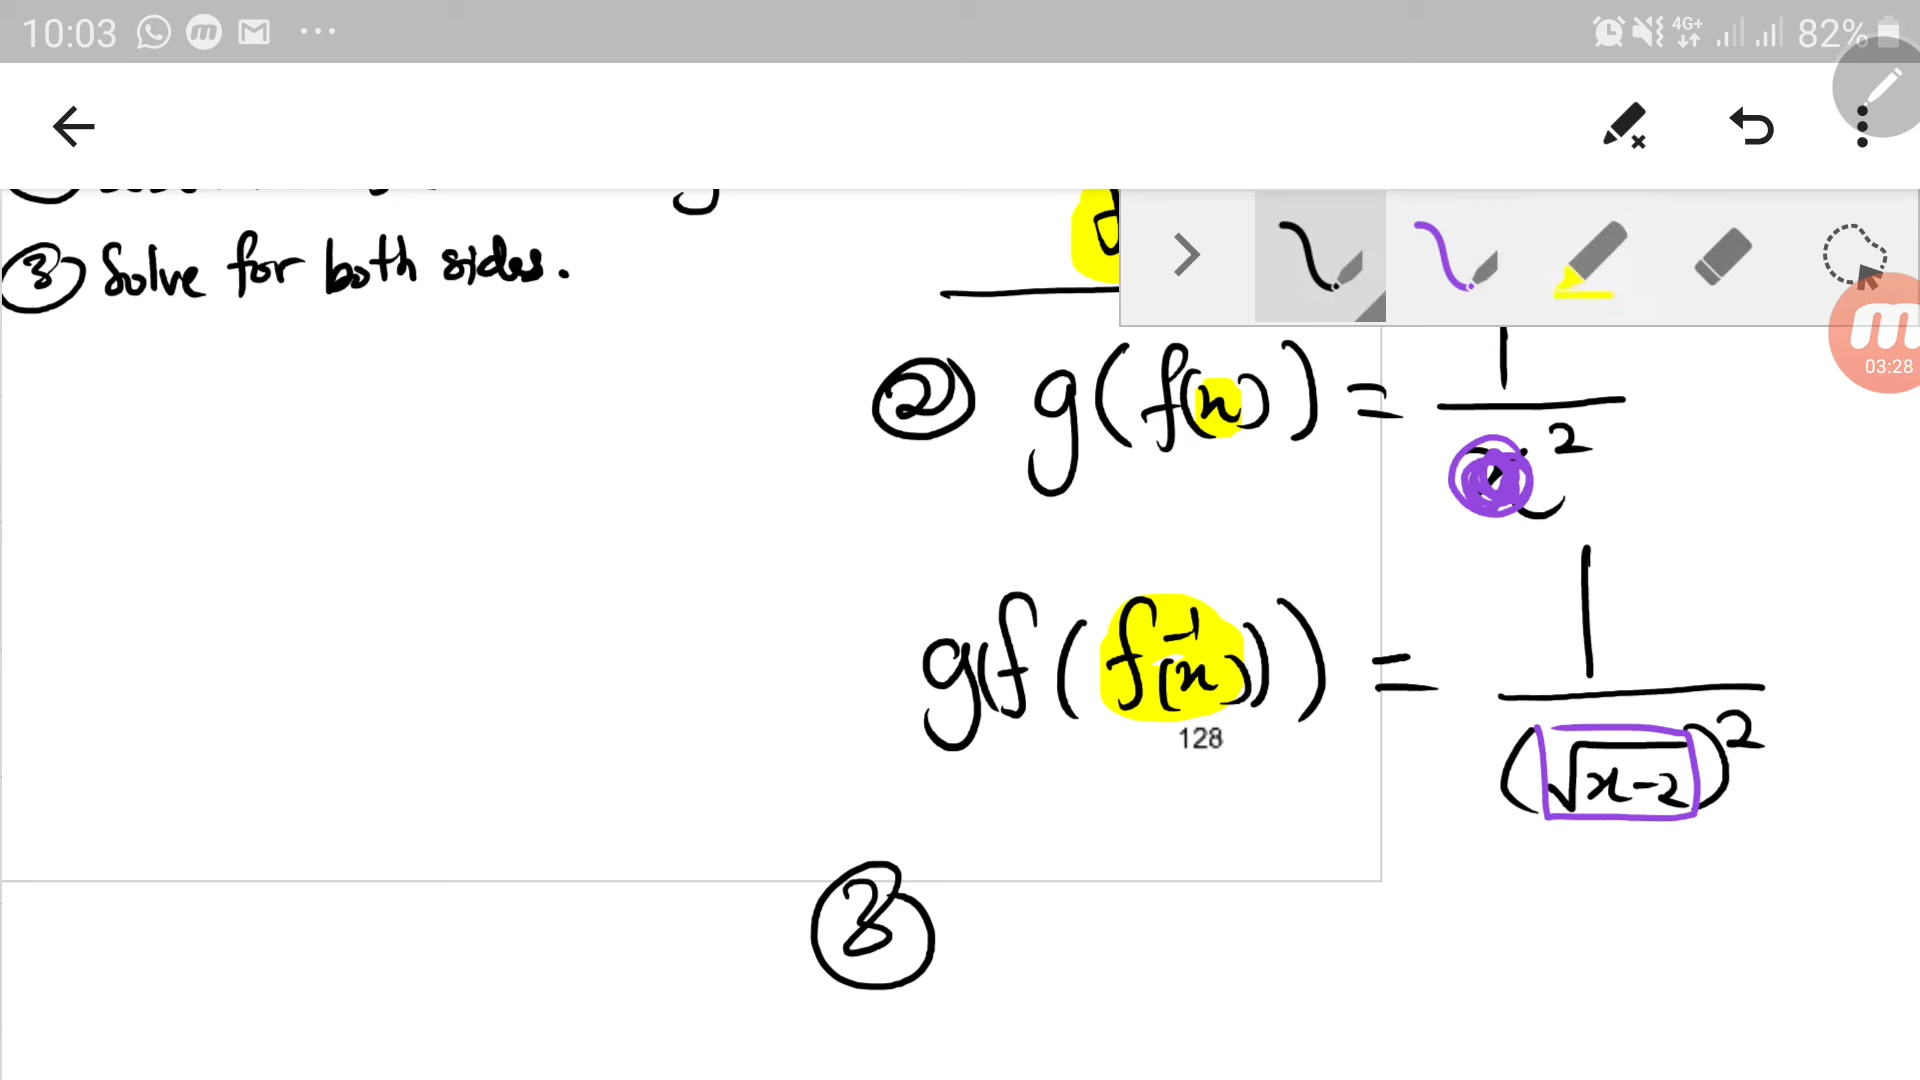 10:03 ... 4G+ 82%
③ Solve for both sides.
03:28
② g(f(x)) = 1/x²
gf(f⁻¹(x)) = 1/(√x-2)²
128
③